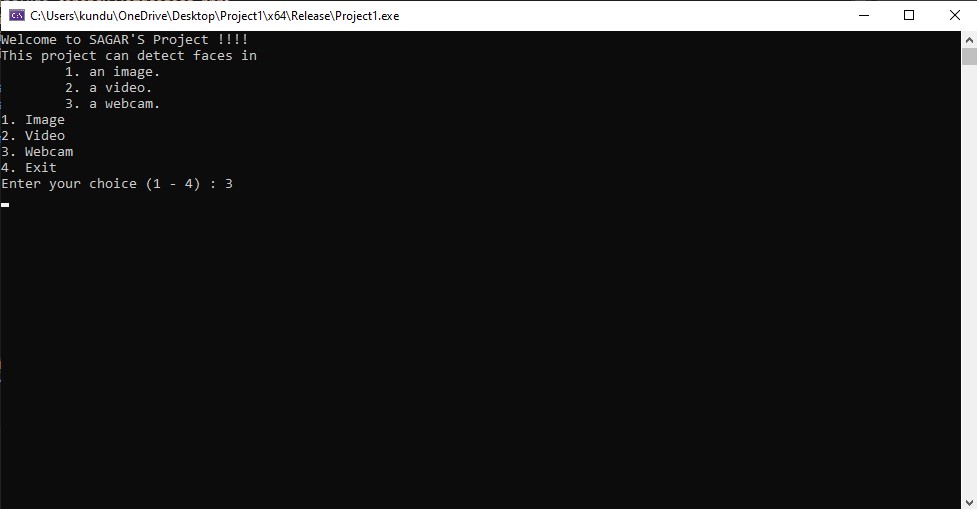 C:\Users\kundu\OneDrive\Desktop\Project1\x64\Release\Project1.exe
Welcome to SAGAR'S Project !!!!
This project can detect faces in
        1. an image.
        2. a video.
        3. a webcam.
1. Image
2. Video
3. Webcam
4. Exit
Enter your choice (1 - 4) : 3